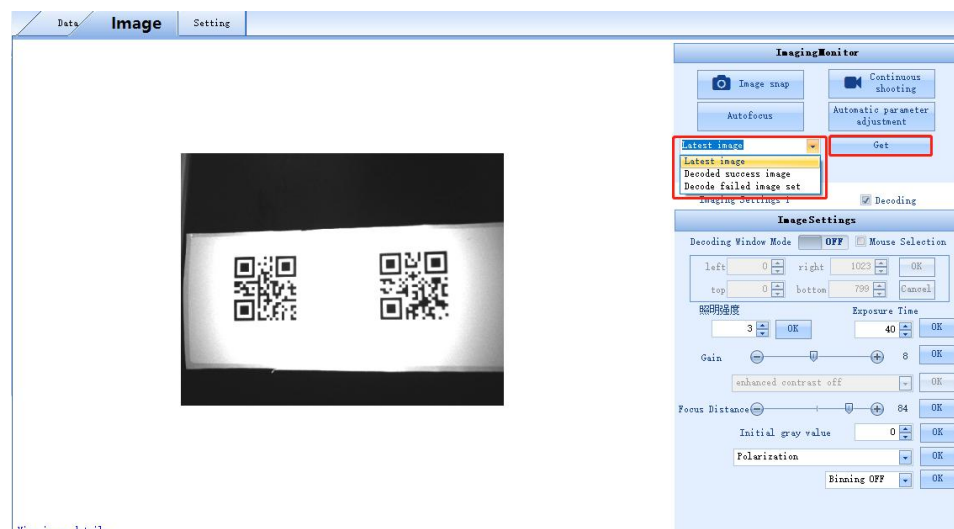 Data Image Setting
ImagingMonitor
Image snap
Continuous
shooting
Autofocus
Automatic parameter
adjustment
Latest image
Get
Latest image
Decoded success image
Decode failed image set
Imaging Settings 1
Decoding
ImageSettings
Decoding Window Mode OFF Mouse Selection
left 0 right 1023 OK
top 0 bottom 799 Cancel
照明强度 Exposure Time
3 OK 40 OK
Gain 8 OK
enhanced contrast off OK
Focus Distance 84 OK
Initial gray value 0 OK
Polarization OK
Binning OFF OK